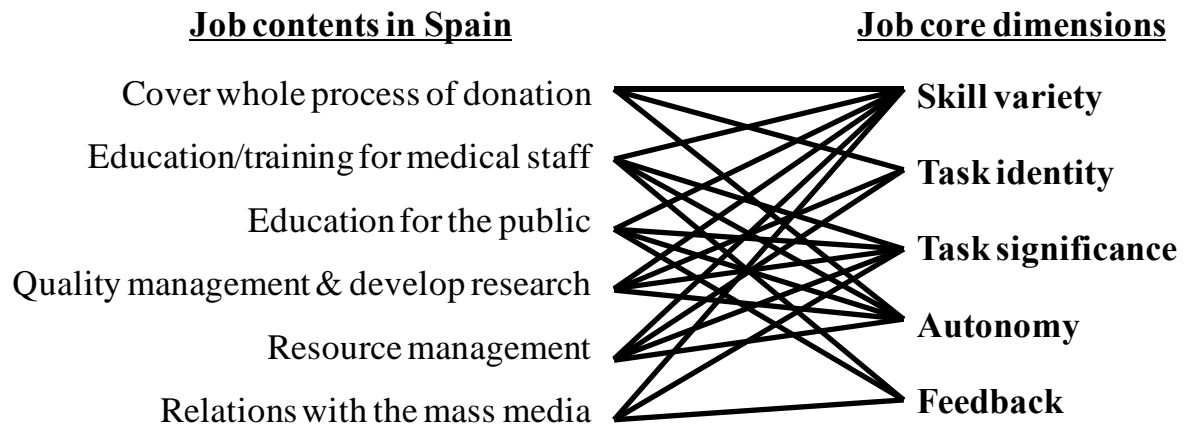 Job contents in Spain
Job core dimensions
Cover whole process of donation
Education/training for medical staff
Education for the public
Quality management & develop research
Resource management
Relations with the mass media
Skill variety
Task identity
Task significance
Autonomy
Feedback